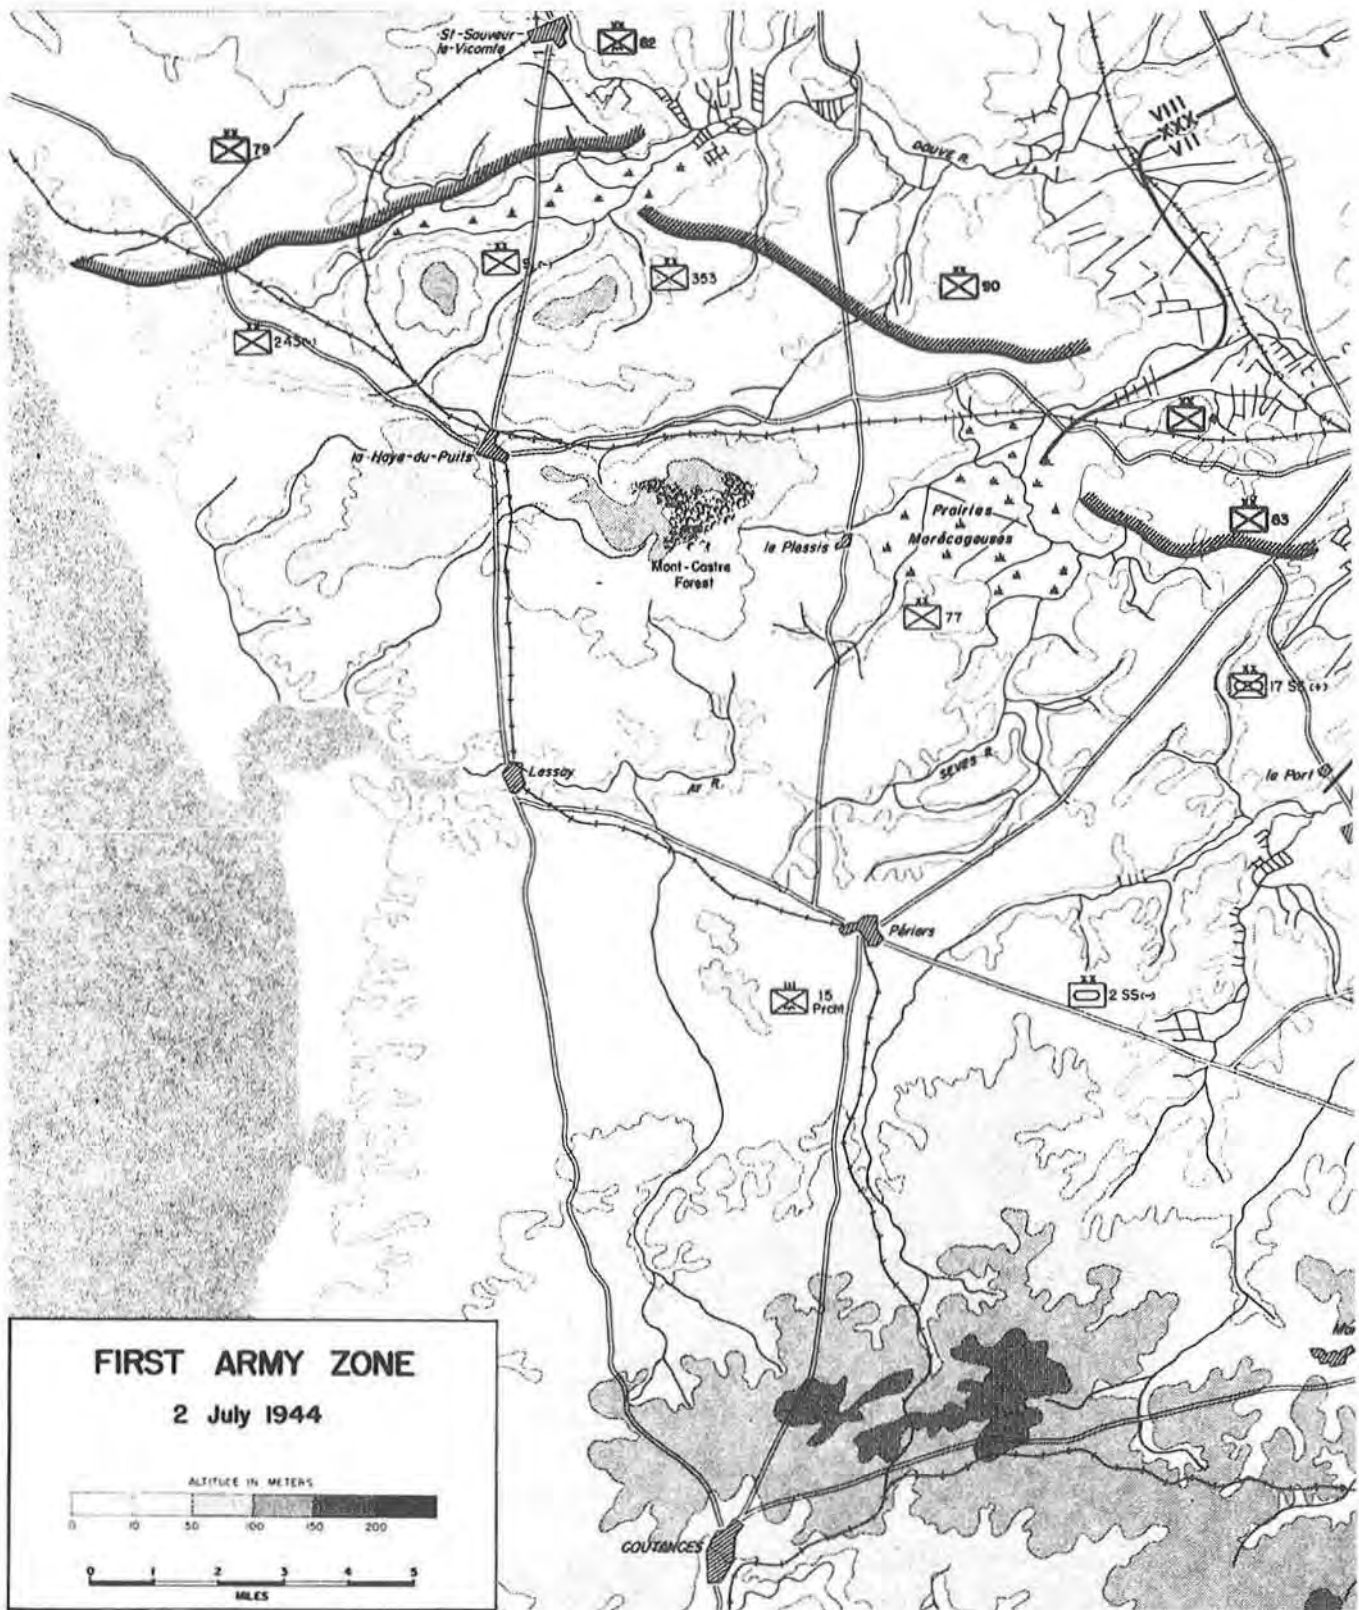 St-Sauveur-
le-Vicomte
82
79
VIII
XXX
VII
DOUVE R.
353
90
243(-)
la Haye-du-Puits
Prairies
Marécageuses
83
le Plessis
Mont-Castre
Forest
77
17 SS (+)
Lessay
AY R.
SEVES R.
le Port
Périers
15
Prcht
2 SS(-)
FIRST ARMY ZONE
2 July 1944
ALTITUDE IN METERS
0 10 50 100 150 200
0 1 2 3 4 5
MILES
COUTANCES